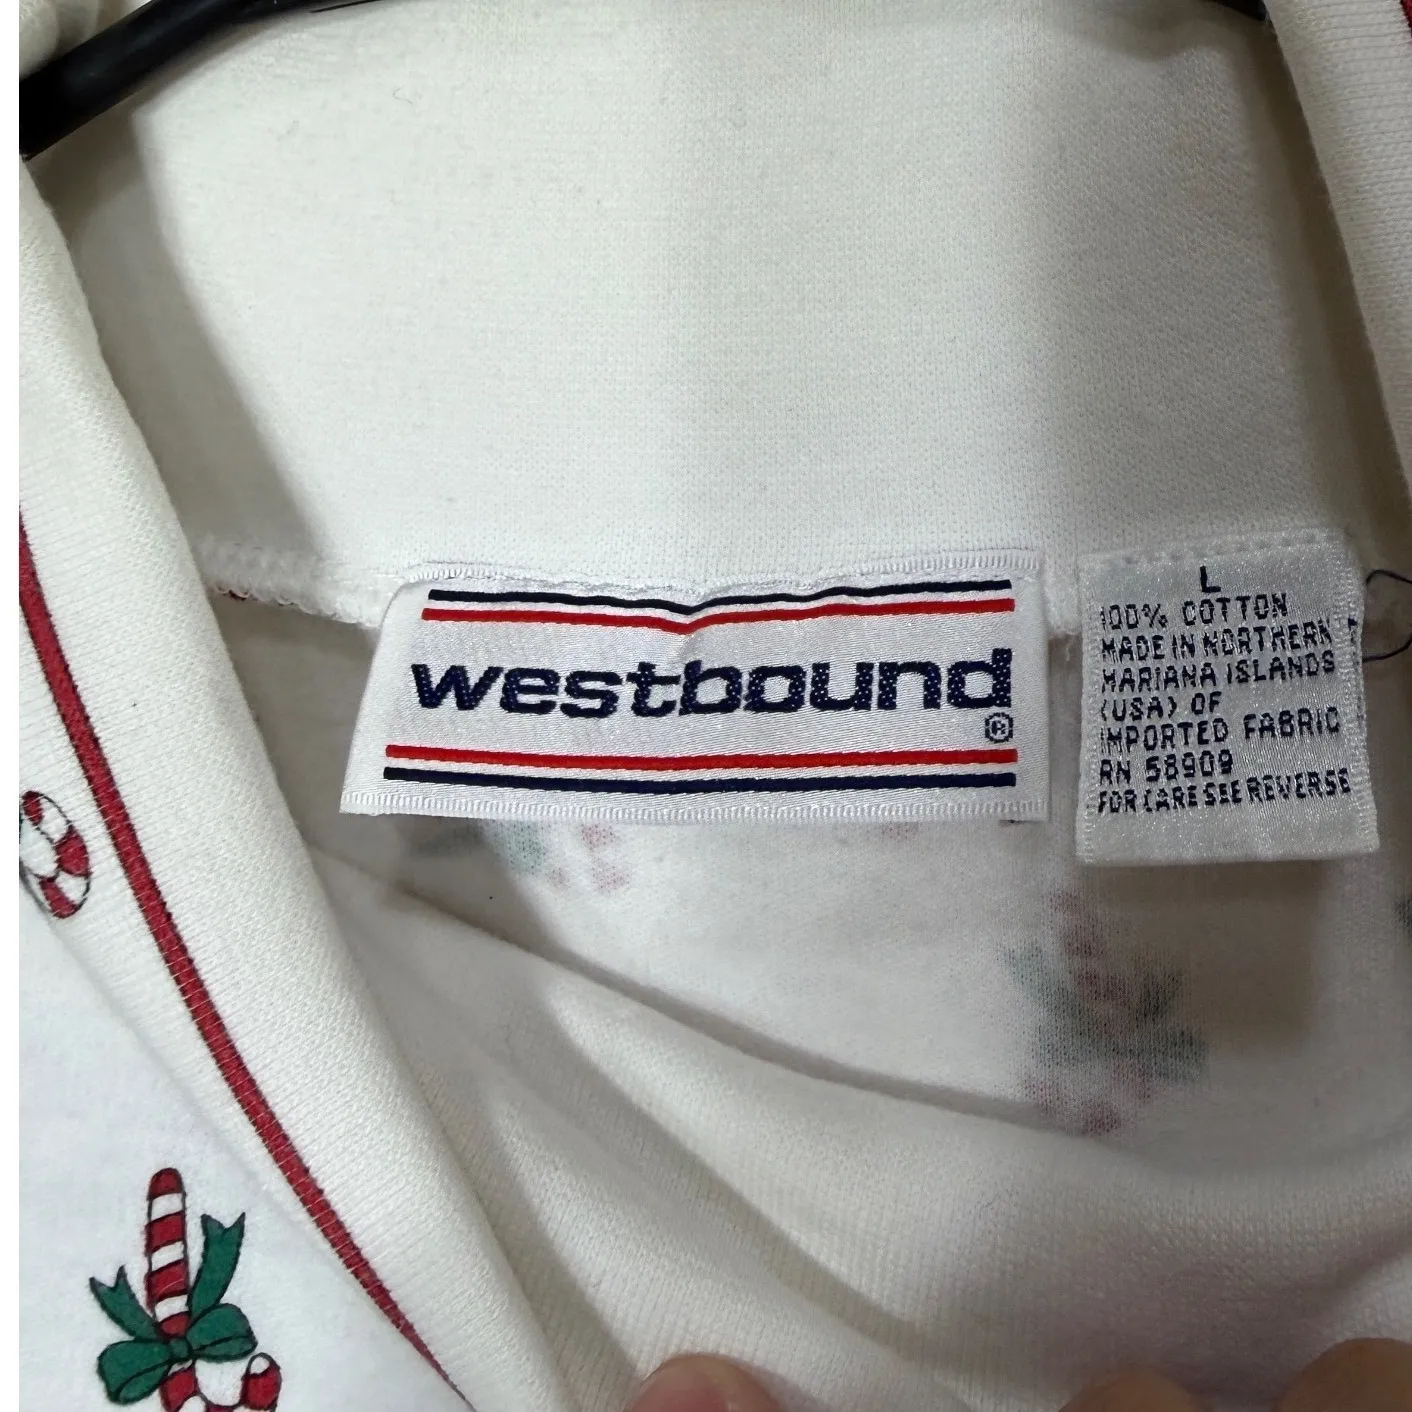 westbound
®
L
100% COTTON
MADE IN NORTHERN
MARIANA ISLANDS
(USA) OF
IMPORTED FABRIC
RN 58909
FOR CARE SEE REVERSE